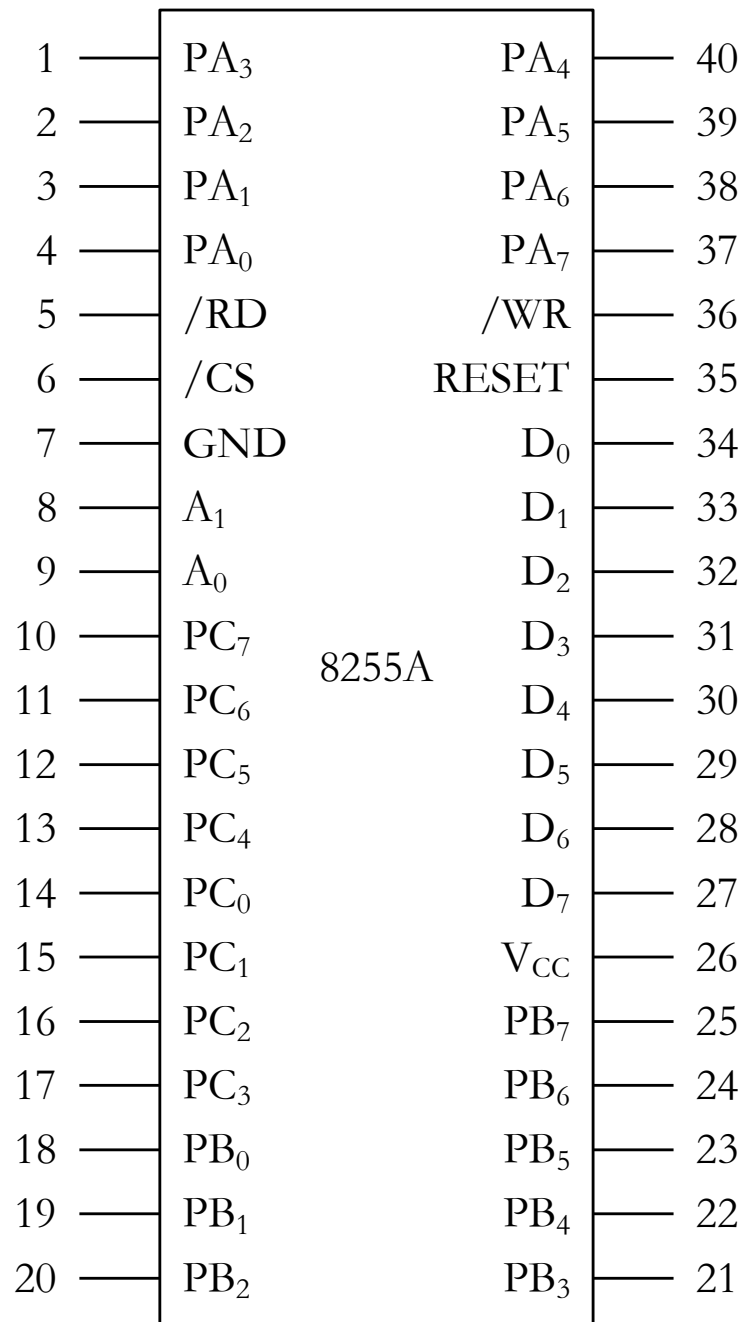 1 PA₃ PA₄ 40
2 PA₂ PA₅ 39
3 PA₁ PA₆ 38
4 PA₀ PA₇ 37
5 /RD /WR 36
6 /CS RESET 35
7 GND D₀ 34
8 A₁ D₁ 33
9 A₀ D₂ 32
10 PC₇ D₃ 31
8255A
11 PC₆ D₄ 30
12 PC₅ D₅ 29
13 PC₄ D₆ 28
14 PC₀ D₇ 27
15 PC₁ V_CC 26
16 PC₂ PB₇ 25
17 PC₃ PB₆ 24
18 PB₀ PB₅ 23
19 PB₁ PB₄ 22
20 PB₂ PB₃ 21